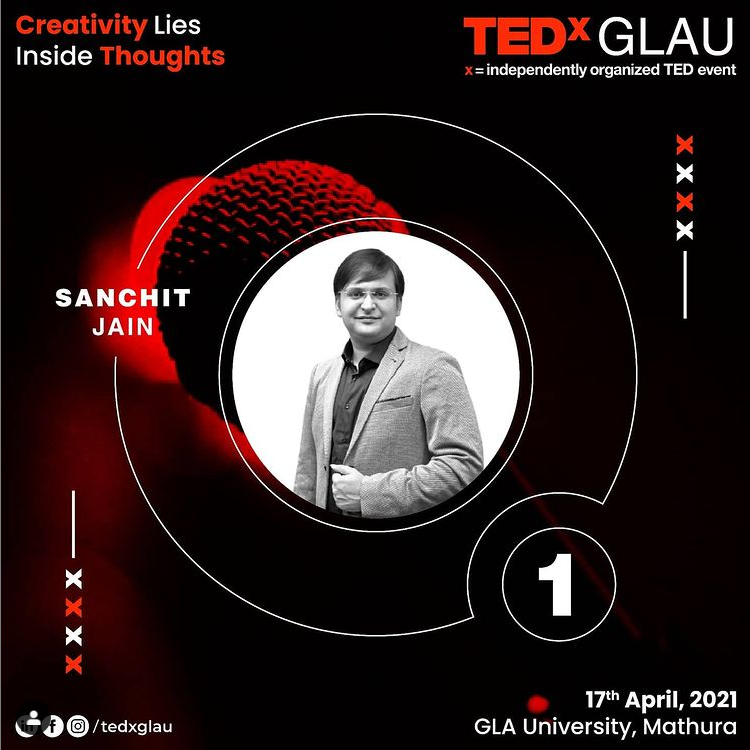 Creativity Lies
Inside Thoughts
TEDx GLAU
x = independently organized TED event
x
x
x
x
SANCHIT
JAIN
x
x
x
x
1
17th April, 2021
GLA University, Mathura
/tedxglau